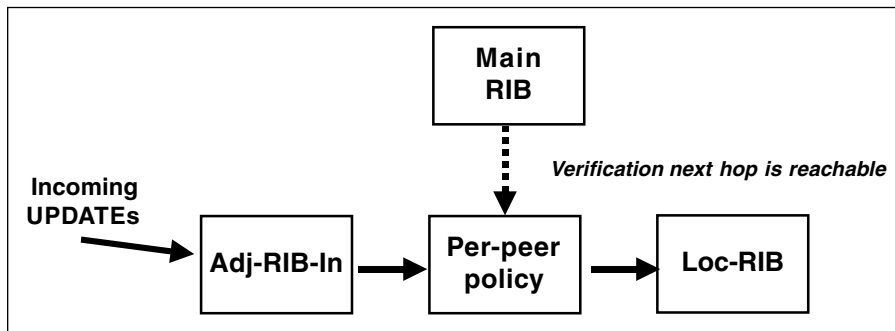 Main
RIB
Verification next hop is reachable
Incoming
UPDATEs
Adj-RIB-In
Per-peer
policy
Loc-RIB